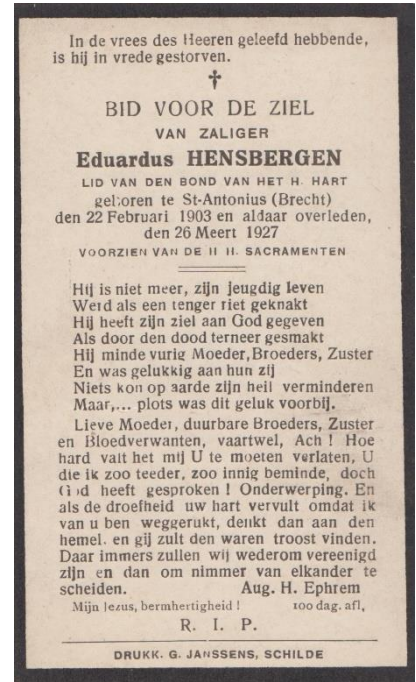 In de vrees des Heeren geleefd hebbende,
is hij in vrede gestorven.
✝
BID VOOR DE ZIEL
VAN ZALIGER
Eduardus HENSBERGEN
LID VAN DEN BOND VAN HET H. HART
geboren te St-Antonius (Brecht)
den 22 Februari 1903 en aldaar overleden,
den 26 Meert 1927
VOORZIEN VAN DE H H. SACRAMENTEN
Hij is niet meer, zijn jeugdig leven
Werd als een tenger riet geknakt
Hij heeft zijn ziel aan God gegeven
Als door den dood terneer gesmakt
Hij minde vurig Moeder, Broeders, Zuster
En was gelukkig aan hun zij
Niets kon op aarde zijn heil verminderen
Maar,... plots was dit geluk voorbij.
Lieve Moeder, duurbare Broeders, Zuster
en Bloedverwanten, vaartwel, Ach ! Hoe
hard valt het mij U te moeten verlaten, U
die ik zoo teeder, zoo innig beminde, doch
God heeft gesproken ! Onderwerping. En
als de droefheid uw hart vervult omdat ik
van u ben weggerukt, denkt dan aan den
hemel, en gij zult den waren troost vinden.
Daar immers zullen wij wederom vereenigd
zijn en dan om nimmer van elkander te
scheiden. Aug. H. Ephrem
Mijn Jezus, bermhertigheid ! 100 dag. afl.
R. I. P.
DRUKK. G. JANSSENS, SCHILDE